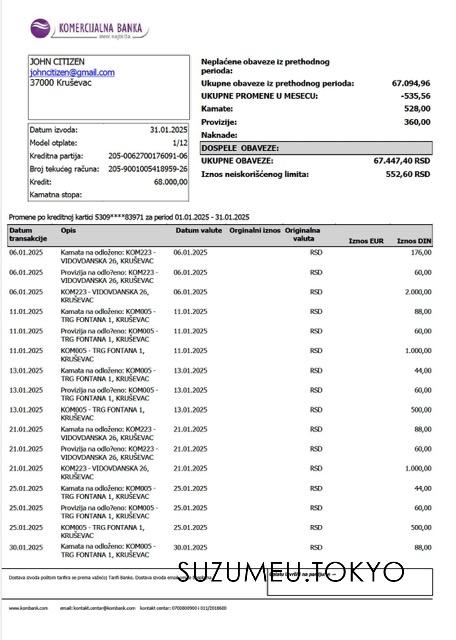 KOMERCIJALNA BANKA
JOHN CITIZEN
johncitizen@gmail.com
37000 Kruševac
Neplaćene obaveze iz prethodnog
perioda:
Ukupne obaveze iz prethodnog perioda: 67.094,96
UKUPNE PROMENE U MESECU: -535,56
Kamate: 528,00
Provizije: 360,00
Naknade:
DOSPELE OBAVEZE:
UKUPNE OBAVEZE: 67.447,40 RSD
Iznos neiskorišćenog limita: 552,60 RSD
Datum izvoda: 31.01.2025
Model otplate: 1/12
Kreditna partija: 205-0062700176091-06
Broj tekućeg računa: 205-9001005418959-26
Kredit: 68.000,00
Kamatna stopa:
Promene po kreditnoj kartici 5309****83971 za period 01.01.2025 - 31.01.2025
Datum transakcije Opis Datum valute Orginalni iznos Originalna valuta Iznos EUR Iznos DIN
06.01.2025 Kamata na odloženo: KOM223 - 06.01.2025 RSD 176,00
VIDOVDANSKA 26, KRUŠEVAC
06.01.2025 Provizija na odlo?eno: KOM223 - 06.01.2025 RSD 60,00
VIDOVDANSKA 26, KRUŠEVAC
06.01.2025 KOM223 - VIDOVDANSKA 26, 06.01.2025 RSD 2.000,00
KRUŠEVAC
11.01.2025 Kamata na odloženo: KOM005 - 11.01.2025 RSD 88,00
TRG FONTANA 1, KRUŠEVAC
11.01.2025 Provizija na odlo?eno: KOM005 - 11.01.2025 RSD 60,00
TRG FONTANA 1, KRUŠEVAC
11.01.2025 KOM005 - TRG FONTANA 1, 11.01.2025 RSD 1.000,00
KRUŠEVAC
13.01.2025 Kamata na odloženo: KOM005 - 13.01.2025 RSD 44,00
TRG FONTANA 1, KRUŠEVAC
13.01.2025 Provizija na odlo?eno: KOM005 - 13.01.2025 RSD 60,00
TRG FONTANA 1, KRUŠEVAC
13.01.2025 KOM005 - TRG FONTANA 1, 13.01.2025 RSD 500,00
KRUŠEVAC
21.01.2025 Kamata na odloženo: KOM223 - 21.01.2025 RSD 88,00
VIDOVDANSKA 26, KRUŠEVAC
21.01.2025 Provizija na odlo?eno: KOM223 - 21.01.2025 RSD 60,00
VIDOVDANSKA 26, KRUŠEVAC
21.01.2025 KOM223 - VIDOVDANSKA 26, 21.01.2025 RSD 1.000,00
KRUŠEVAC
25.01.2025 Kamata na odloženo: KOM005 - 25.01.2025 RSD 44,00
TRG FONTANA 1, KRUŠEVAC
25.01.2025 Provizija na odlo?eno: KOM005 - 25.01.2025 RSD 60,00
TRG FONTANA 1, KRUŠEVAC
25.01.2025 KOM005 - TRG FONTANA 1, 25.01.2025 RSD 500,00
KRUŠEVAC
30.01.2025 Kamata na odloženo: KOM005 - 30.01.2025 RSD 88,00
TRG FONTANA 1, KRUŠEVAC
SUZUMEU.TOKYO
Dostava izvoda poštom tarifira se prema važećoj Tarifi Banke. Dostava izvoda
www.kombank.com email: kontakt.centar@kombank.com kontakt centar: 0700800900 i 011/2018600